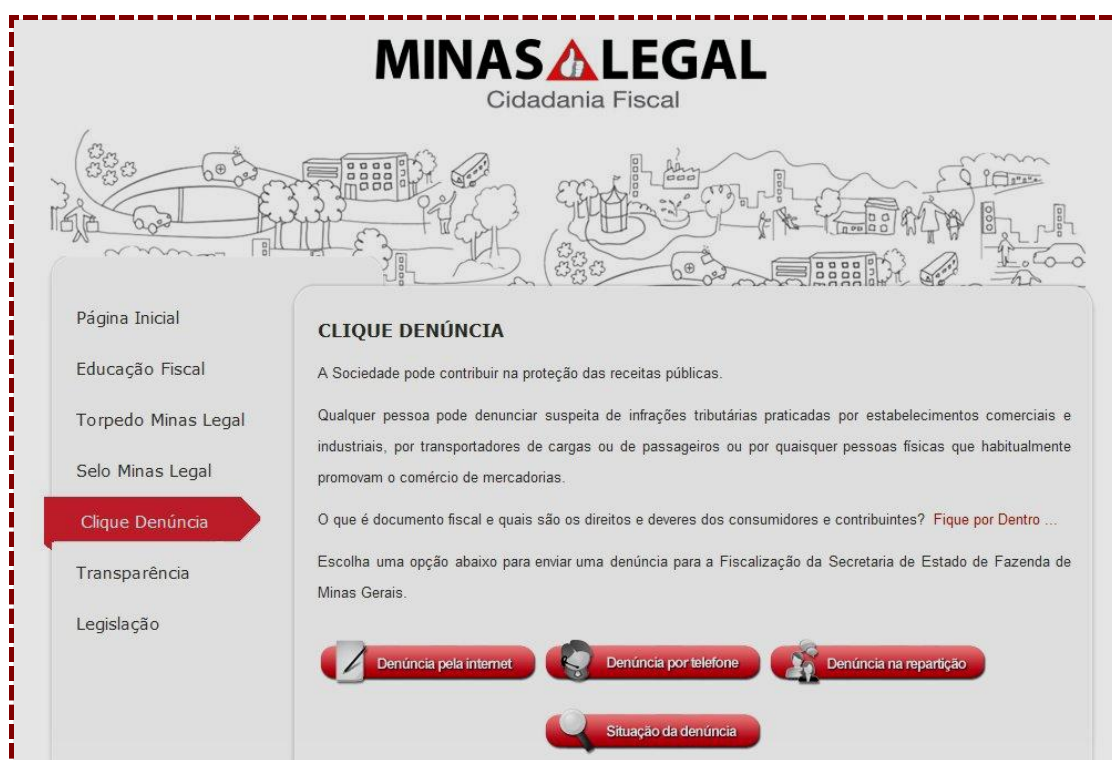 MINAS LEGAL
Cidadania Fiscal
Página Inicial
Educação Fiscal
Torpedo Minas Legal
Selo Minas Legal
Clique Denúncia
Transparência
Legislação
CLIQUE DENÚNCIA
A Sociedade pode contribuir na proteção das receitas públicas.
Qualquer pessoa pode denunciar suspeita de infrações tributárias praticadas por estabelecimentos comerciais e
industriais, por transportadores de cargas ou de passageiros ou por quaisquer pessoas físicas que habitualmente
promovam o comércio de mercadorias.
O que é documento fiscal e quais são os direitos e deveres dos consumidores e contribuintes? Fique por Dentro ...
Escolha uma opção abaixo para enviar uma denúncia para a Fiscalização da Secretaria de Estado de Fazenda de
Minas Gerais.
Denúncia pela internet
Denúncia por telefone
Denúncia na repartição
Situação da denúncia